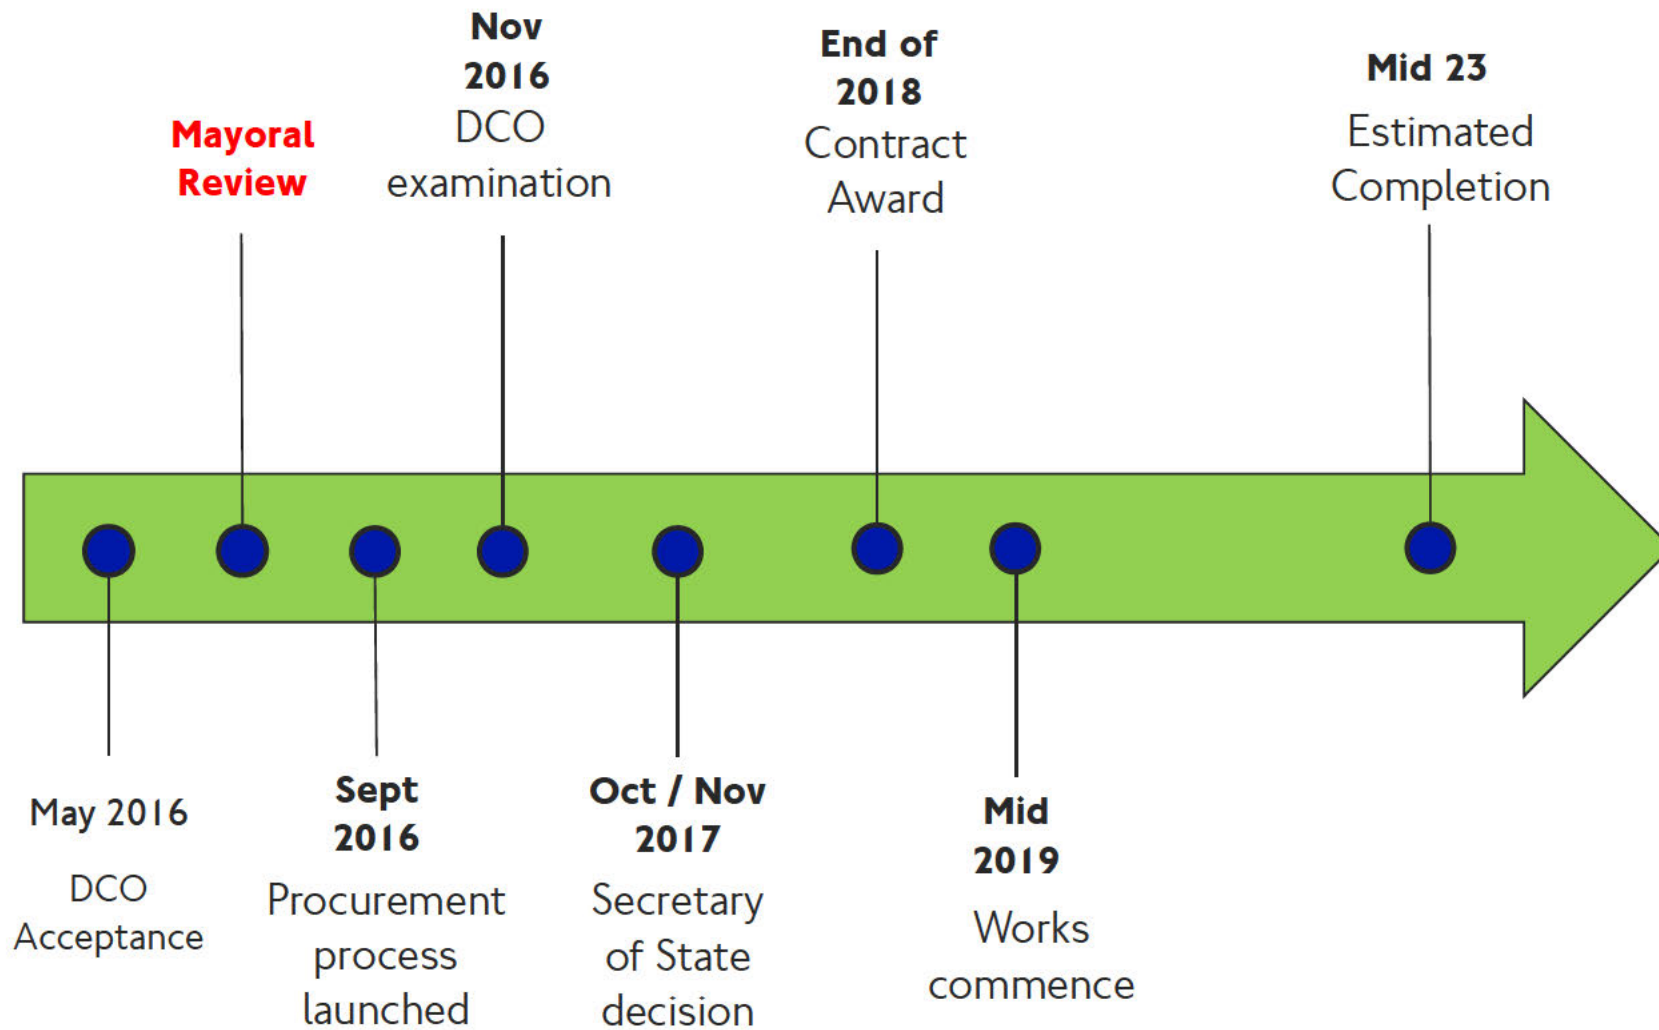 Nov
2016
DCO
examination
Mayoral
Review
End of
2018
Contract
Award
Mid 23
Estimated
Completion
May 2016
DCO
Acceptance
Sept
2016
Procurement
process
launched
Oct / Nov
2017
Secretary
of State
decision
Mid
2019
Works
commence